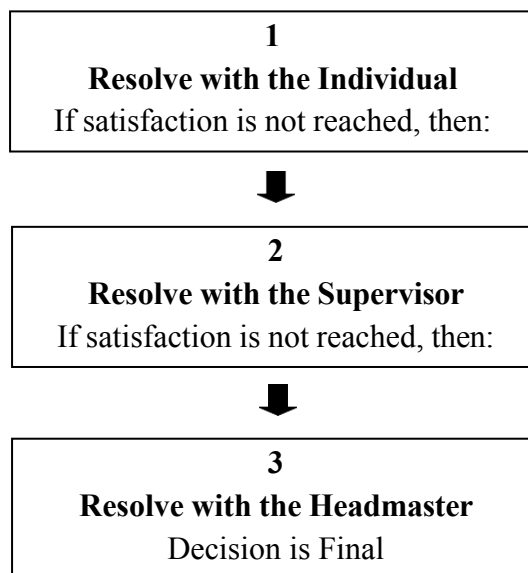 1
Resolve with the Individual
If satisfaction is not reached, then:
2
Resolve with the Supervisor
If satisfaction is not reached, then:
3
Resolve with the Headmaster
Decision is Final